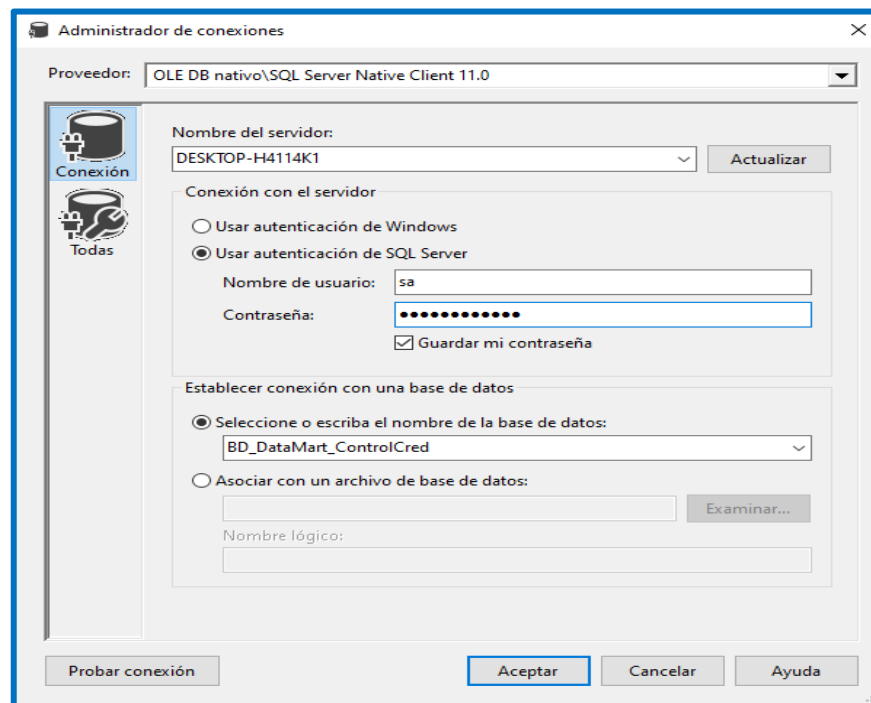 Administrador de conexiones
Proveedor: OLE DB nativo\SQL Server Native Client 11.0
Conexión
Todas
Nombre del servidor:
DESKTOP-H4114K1 Actualizar
Conexión con el servidor
Usar autenticación de Windows
Usar autenticación de SQL Server
Nombre de usuario: sa
Contraseña: ●●●●●●●●●●●●
Guardar mi contraseña
Establecer conexión con una base de datos
Seleccione o escriba el nombre de la base de datos:
BD_DataMart_ControlCred
Asociar con un archivo de base de datos:
Examinar...
Nombre lógico:
Probar conexión Aceptar Cancelar Ayuda